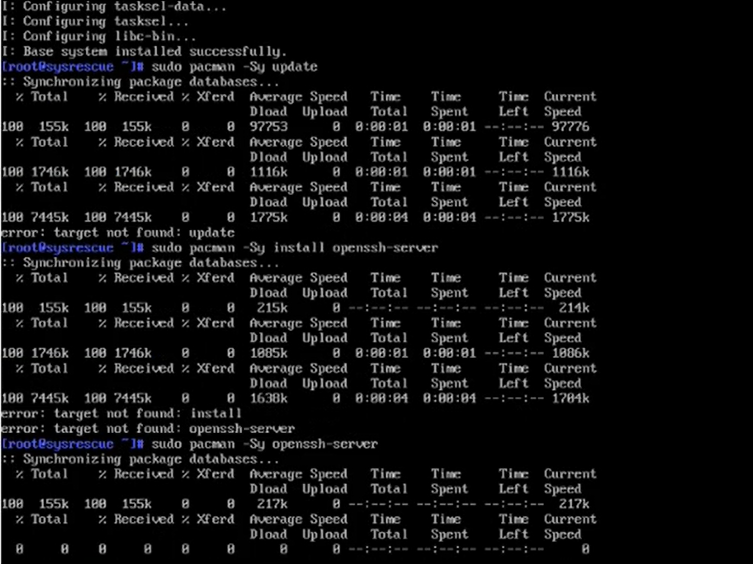 I: Configuring tasksel-data...
I: Configuring tasksel...
I: Configuring libc-bin...
I: Base system installed successfully.
[root@sysrescue ~]# sudo pacman -Sy update
:: Synchronizing package databases...
% Total % Received % Xferd Average Speed Time Time Time Current
Dload Upload Total Spent Left Speed
100 155k 100 155k 0 0 97753 0 0:00:01 0:00:01 --:--:-- 97776
% Total % Received % Xferd Average Speed Time Time Time Current
Dload Upload Total Spent Left Speed
100 1746k 100 1746k 0 0 1116k 0 0:00:01 0:00:01 --:--:-- 1116k
% Total % Received % Xferd Average Speed Time Time Time Current
Dload Upload Total Spent Left Speed
100 7445k 100 7445k 0 0 1775k 0 0:00:04 0:00:04 --:--:-- 1775k
error: target not found: update
[root@sysrescue ~]# sudo pacman -Sy install openssh-server
:: Synchronizing package databases...
% Total % Received % Xferd Average Speed Time Time Time Current
Dload Upload Total Spent Left Speed
100 155k 100 155k 0 0 215k 0 --:--:-- --:--:-- --:--:-- 214k
% Total % Received % Xferd Average Speed Time Time Time Current
Dload Upload Total Spent Left Speed
100 1746k 100 1746k 0 0 1085k 0 0:00:01 0:00:01 --:--:-- 1086k
% Total % Received % Xferd Average Speed Time Time Time Current
Dload Upload Total Spent Left Speed
100 7445k 100 7445k 0 0 1638k 0 0:00:04 0:00:04 --:--:-- 1704k
error: target not found: install
error: target not found: openssh-server
[root@sysrescue ~]# sudo pacman -Sy openssh-server
:: Synchronizing package databases...
% Total % Received % Xferd Average Speed Time Time Time Current
Dload Upload Total Spent Left Speed
100 155k 100 155k 0 0 217k 0 --:--:-- --:--:-- --:--:-- 217k
% Total % Received % Xferd Average Speed Time Time Time Current
Dload Upload Total Spent Left Speed
0 0 0 0 0 0 0 0 --:--:-- --:--:-- --:--:-- 0